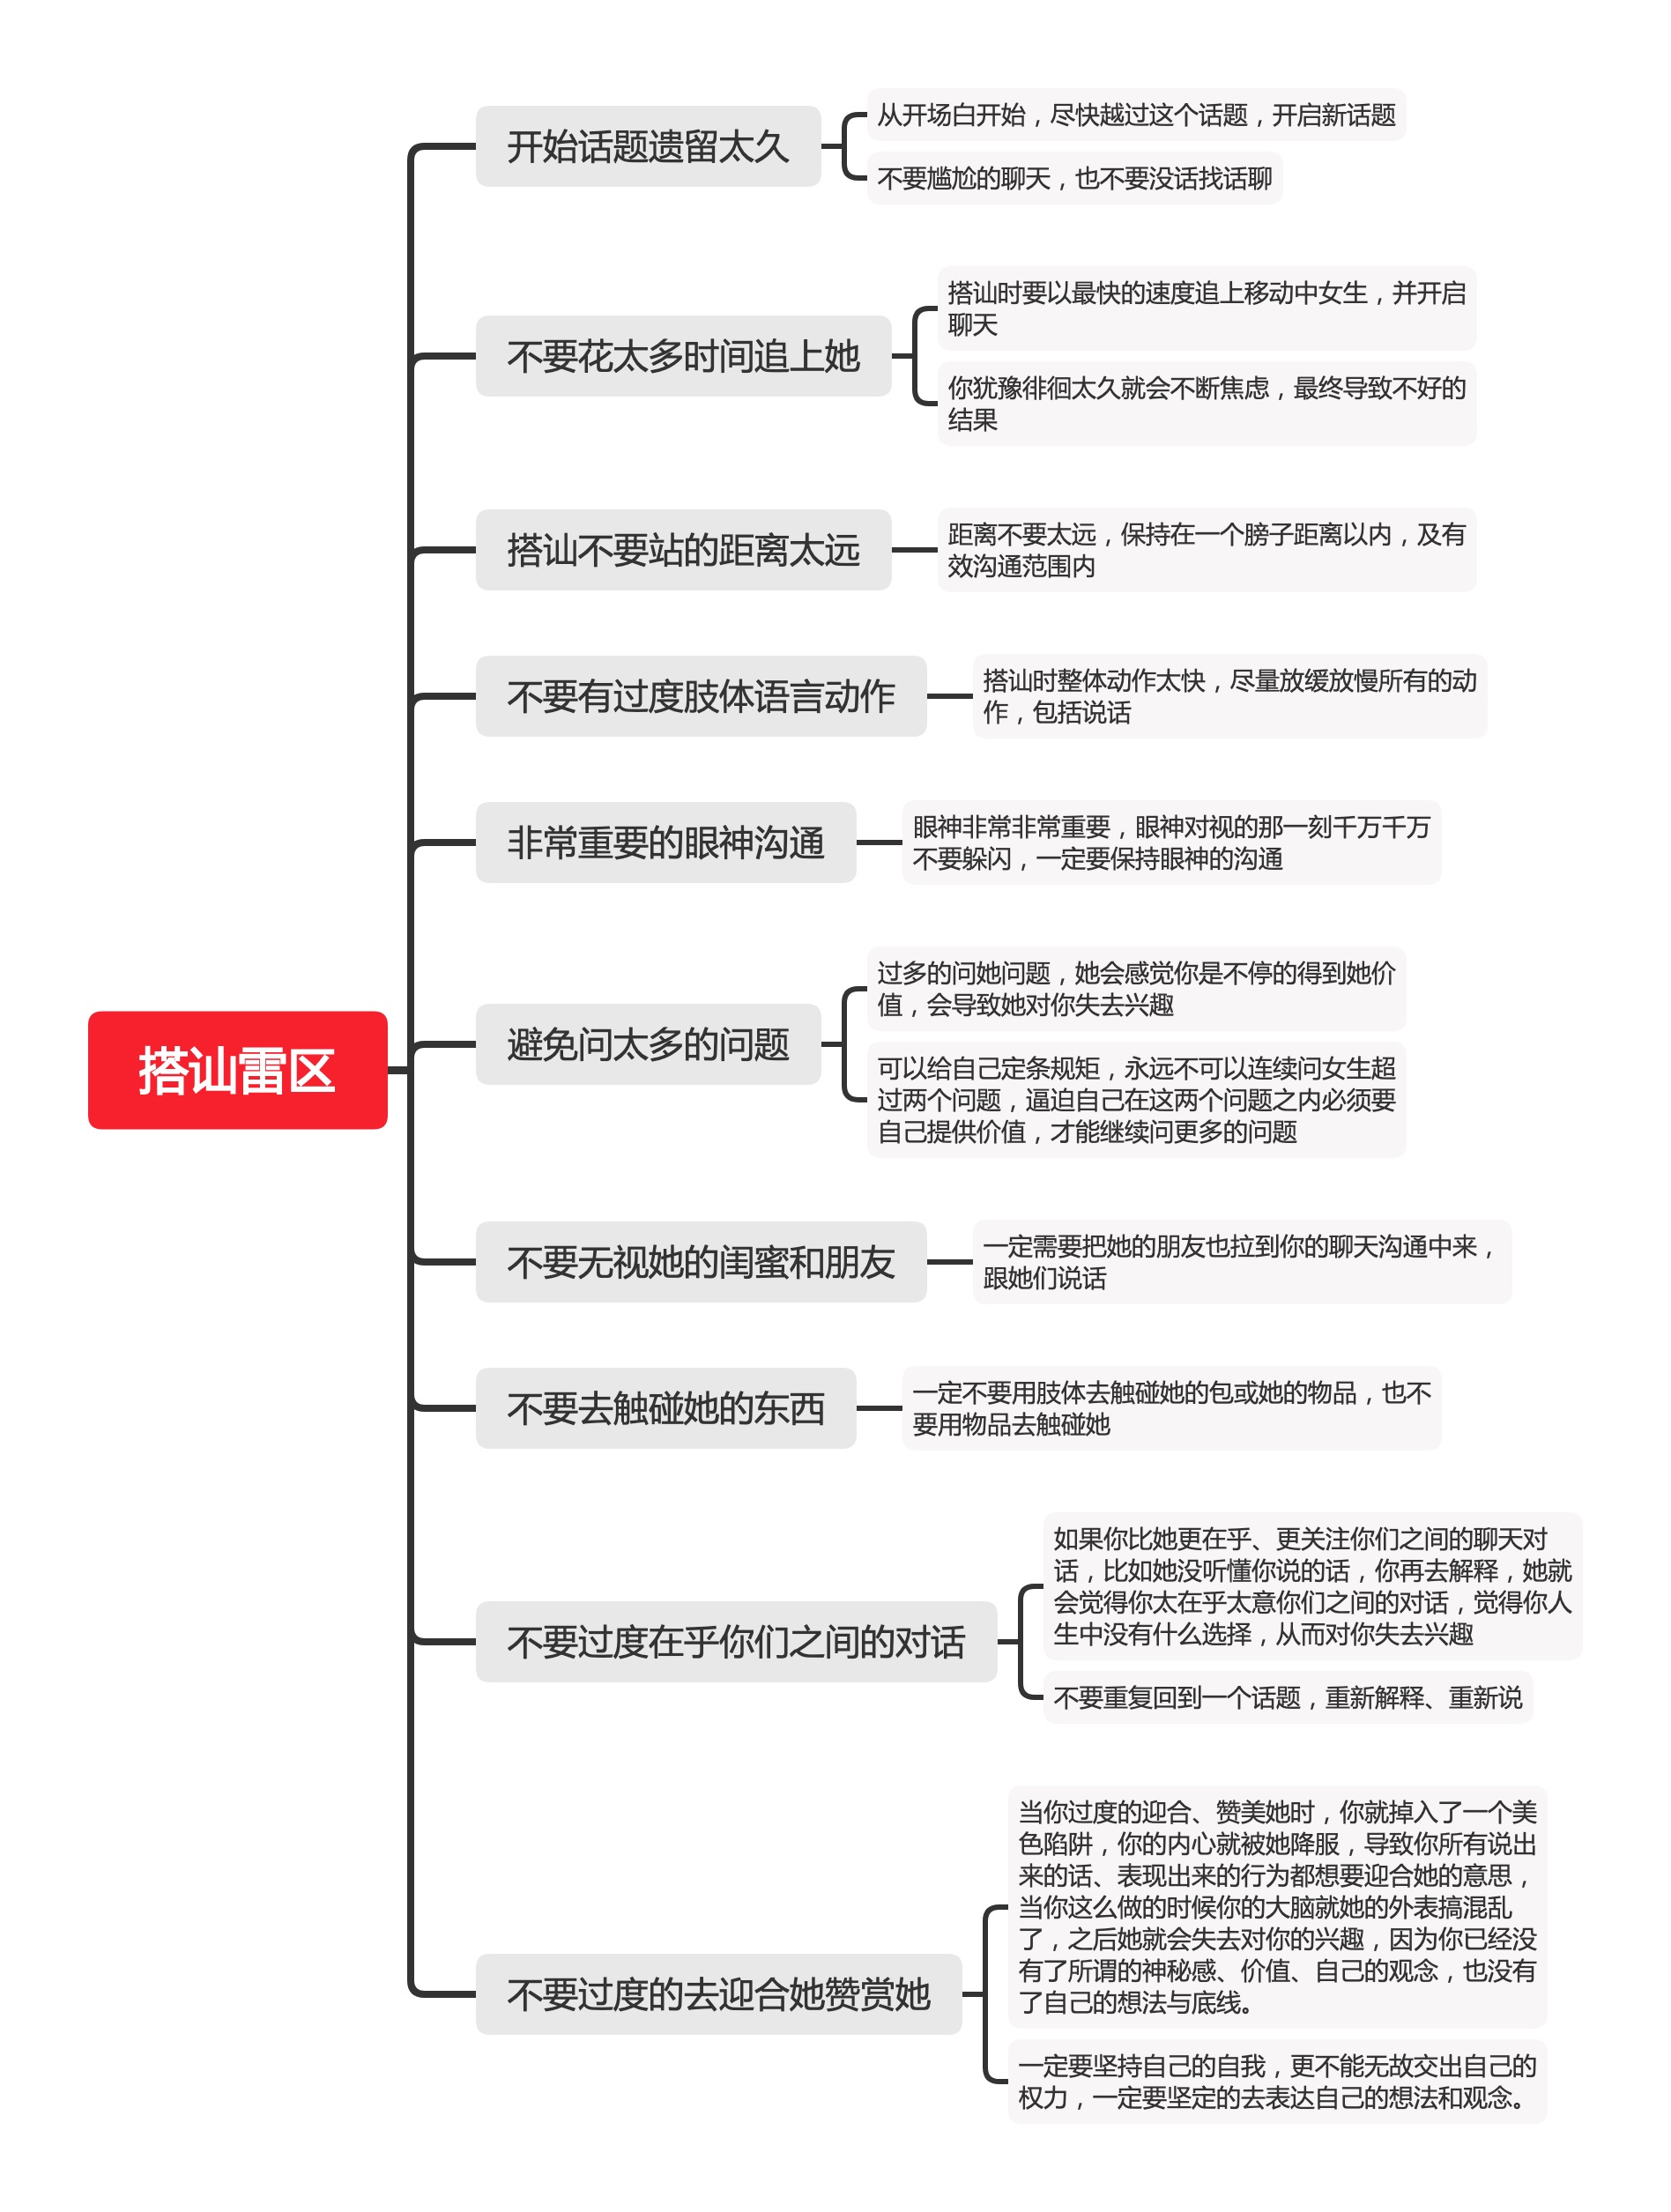 搭讪雷区
开始话题遗留太久
从开场白开始，尽快越过这个话题，开启新话题
不要尴尬的聊天，也不要没话找话聊
不要花太多时间追上她
搭讪时要以最快的速度追上移动中女生，并开启
聊天
你犹豫徘徊太久就会不断焦虑，最终导致不好的
结果
搭讪不要站的距离太远
距离不要太远，保持在一个膀子距离以内，及有
效沟通范围内
不要有过度肢体语言动作
搭讪时整体动作太快，尽量放缓放慢所有的动
作，包括说话
非常重要的眼神沟通
眼神非常非常重要，眼神对视的那一刻千万千万
不要躲闪，一定要保持眼神的沟通
避免问太多的问题
过多的问她问题，她会感觉你是不停的得到她价
值，会导致她对你失去兴趣
可以给自己定条规矩，永远不可以连续问女生超
过两个问题，逼迫自己在这两个问题之内必须要
自己提供价值，才能继续问更多的问题
不要无视她的闺蜜和朋友
一定需要把她的朋友也拉到你的聊天沟通中来，
跟她们说话
不要去触碰她的东西
一定不要用肢体去触碰她的包或她的物品，也不
要用物品去触碰她
不要过度在乎你们之间的对话
如果你比她更在乎、更关注你们之间的聊天对
话，比如她没听懂你说的话，你再去解释，她就
会觉得你太在乎太意你们之间的对话，觉得你人
生中没有什么选择，从而对你失去兴趣
不要重复回到一个话题，重新解释、重新说
不要过度的去迎合她赞赏她
当你过度的迎合、赞美她时，你就掉入了一个美
色陷阱，你的内心就被她降服，导致你所有说出
来的话、表现出来的行为都想要迎合她的意思，
当你这么做的时候你的大脑就她的外表搞混乱
了，之后她就会失去对你的兴趣，因为你已经没
有了所谓的神秘感、价值、自己的观念，也没有
了自己的想法与底线。
一定要坚持自己的自我，更不能无故交出自己的
权力，一定要坚定的去表达自己的想法和观念。